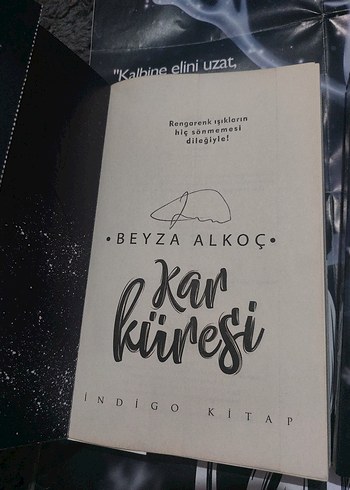 "Kalbine elini uzat,
Rengarenk ışıkların
hiç sönmemesi
dileğiyle!
•BEYZA ALKOÇ•
Kar
küresi
İNDİGO KİTAP